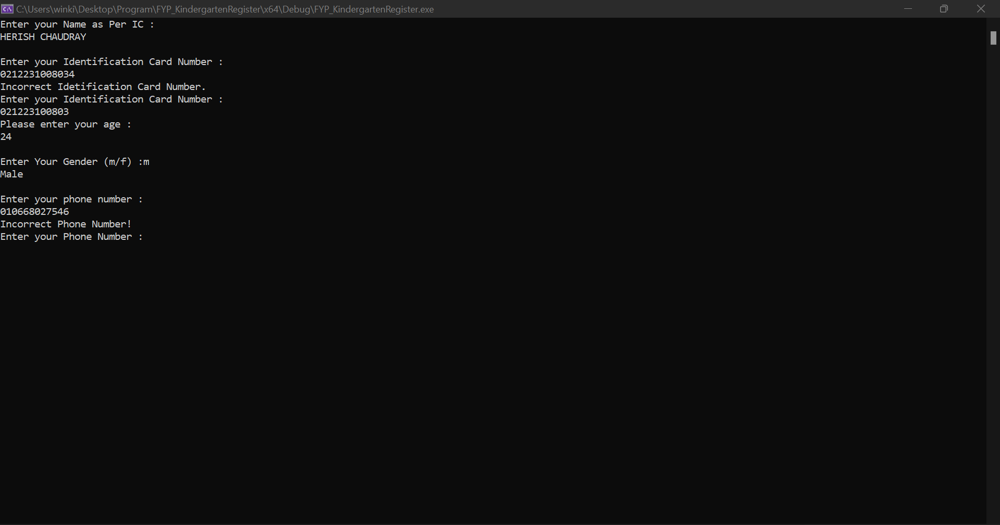 C:\Users\winki\Desktop\Program\FYP_KindergartenRegister\x64\Debug\FYP_KindergartenRegister.exe
Enter your Name as Per IC :
HERISH CHAUDRAY
Enter your Identification Card Number :
0212231008034
Incorrect Idetification Card Number.
Enter your Identification Card Number :
021223100803
Please enter your age :
24
Enter Your Gender (m/f) :m
Male
Enter your phone number :
010668027546
Incorrect Phone Number!
Enter your Phone Number :